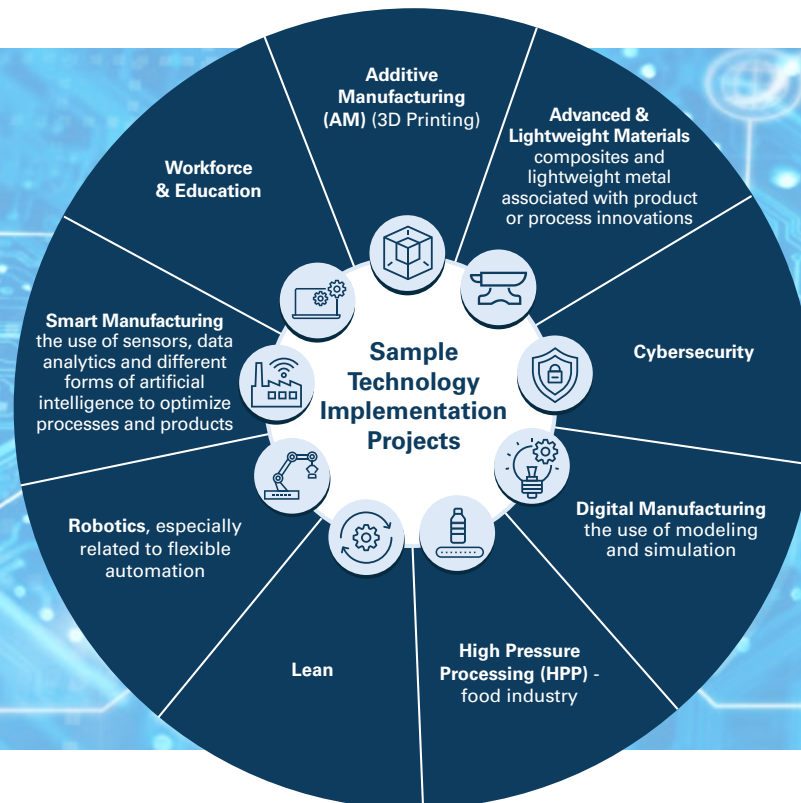 Additive
Manufacturing
(AM) (3D Printing)
Advanced &
Lightweight Materials
composites and
lightweight metal
associated with product
or process innovations
Cybersecurity
Digital Manufacturing
the use of modeling
and simulation
High Pressure
Processing (HPP) -
food industry
Lean
Robotics, especially
related to flexible
automation
Smart Manufacturing
the use of sensors, data
analytics and different
forms of artificial
intelligence to optimize
processes and products
Workforce
& Education
Sample
Technology
Implementation
Projects